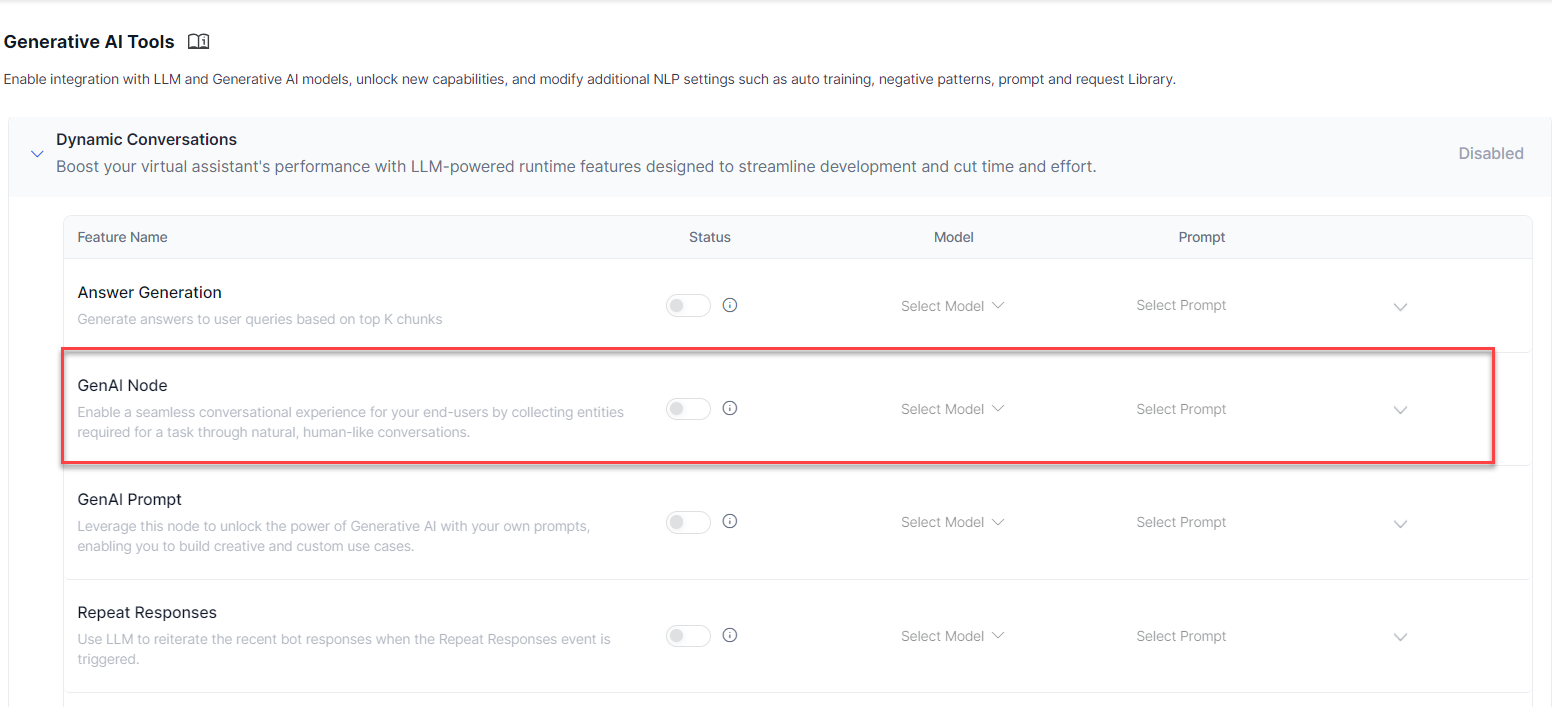 Generative AI Tools
Enable integration with LLM and Generative AI models, unlock new capabilities, and modify additional NLP settings such as auto training, negative patterns, prompt and request Library.
Dynamic Conversations
Boost your virtual assistant's performance with LLM-powered runtime features designed to streamline development and cut time and effort.
Disabled
Feature Name Status Model Prompt
Answer Generation
Generate answers to user queries based on top K chunks
Select Model Select Prompt
GenAI Node
Enable a seamless conversational experience for your end-users by collecting entities
required for a task through natural, human-like conversations.
Select Model Select Prompt
GenAI Prompt
Leverage this node to unlock the power of Generative AI with your own prompts,
enabling you to build creative and custom use cases.
Select Model Select Prompt
Repeat Responses
Use LLM to reiterate the recent bot responses when the Repeat Responses event is
triggered.
Select Model Select Prompt